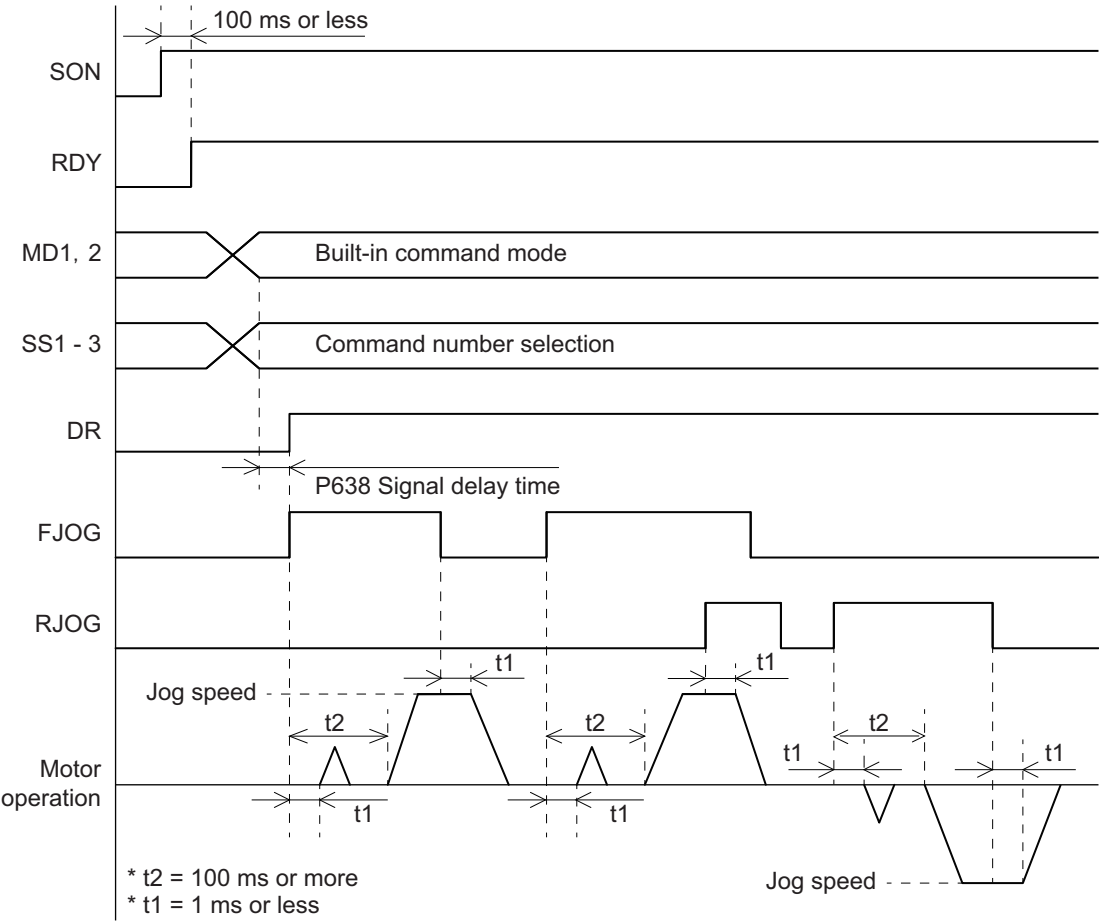 100 ms or less
SON
RDY
MD1, 2 Built-in command mode
SS1 - 3 Command number selection
DR
P638 Signal delay time
FJOG
RJOG
t1 t1
Jog speed
t2 t2 t2
t1 t1
Motor
operation
t1 t1
* t2 = 100 ms or more
Jog speed
* t1 = 1 ms or less